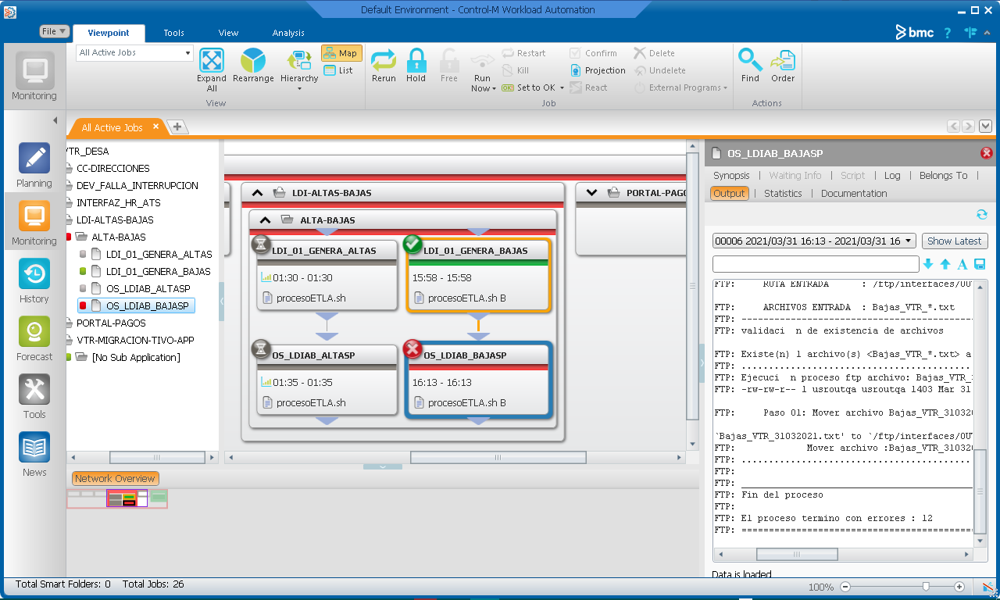 Default Environment - Control-M Workload Automation
File
Viewpoint
Tools
View
Analysis
bmc
?
Monitoring
All Active Jobs
Expand All
Rearrange
Hierarchy
Map
List
View
Rerun
Hold
Free
Run Now
Restart
Kill
Set to OK
Confirm
Projection
React
Delete
Undelete
External Programs
Job
Find
Order
Actions
All Active Jobs
Planning
Monitoring
History
Forecast
Tools
News
VTR_DESA
CC-DIRECCIONES
DEV_FALLA_INTERRUPCION
INTERFAZ_HR_ATS
LDI-ALTAS-BAJAS
ALTA-BAJAS
LDI_01_GENERA_ALTAS
LDI_01_GENERA_BAJAS
OS_LDIAB_ALTASP
OS_LDIAB_BAJASP
PORTAL-PAGOS
VTR-MIGRACION-TIVO-APP
[No Sub Application]
LDI-ALTAS-BAJAS
PORTAL-PAGO
ALTA-BAJAS
LDI_01_GENERA_ALTAS
01:30 - 01:30
procesoETLA.sh
LDI_01_GENERA_BAJAS
15:58 - 15:58
procesoETLA.sh B
OS_LDIAB_ALTASP
01:35 - 01:35
procesoETLA.sh
OS_LDIAB_BAJASP
16:13 - 16:13
procesoETLA.sh B
Network Overview
OS_LDIAB_BAJASP
Synopsis | Waiting Info | Script | Log | Belongs To |
Output | Statistics | Documentation
00006 2021/03/31 16:13 - 2021/03/31 16
Show Latest
FTP: RUTA ENTRADA : /ftp/interfaces/OU
FTP: ARCHIVOS ENTRADA : Bajas_VTR_*.txt
FTP: ----------------------------------------
FTP: validaci n de existencia de archivos
FTP: Existe(n) 1 archivo(s) <Bajas_VTR_*.txt> a
FTP: ........................................
FTP: Ejecuci n proceso ftp archivo: Bajas_VTR_
FTP: -rw-rw-r-- 1 usroutqa usroutqa 1403 Mar 31
FTP: Paso 01: Mover archivo Bajas_VTR_31032
`Bajas_VTR_31032021.txt' to `/ftp/interfaces/OU
FTP: Mover archivo :Bajas_VTR_31032
FTP: ........................................
FTP:
FTP: ________________________________________
FTP: Fin del proceso
FTP:
FTP: El proceso termino con errores : 12
FTP: ========================================
Data is loaded
Total Smart Folders: 0 Total Jobs: 26
100%